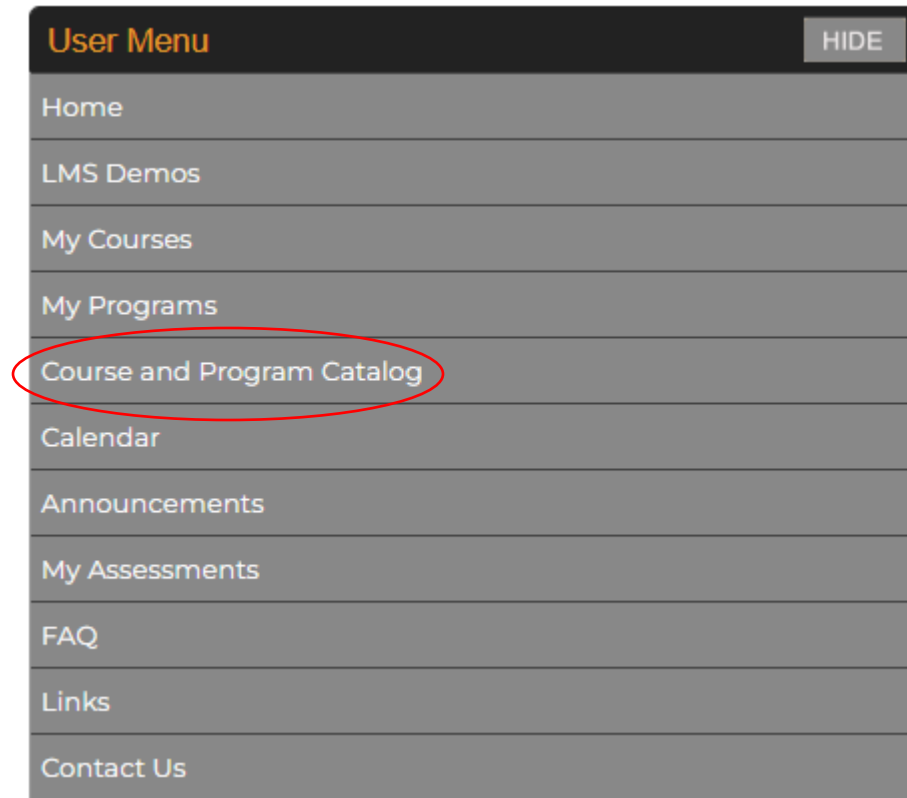 User Menu
HIDE
Home
LMS Demos
My Courses
My Programs
Course and Program Catalog
Calendar
Announcements
My Assessments
FAQ
Links
Contact Us